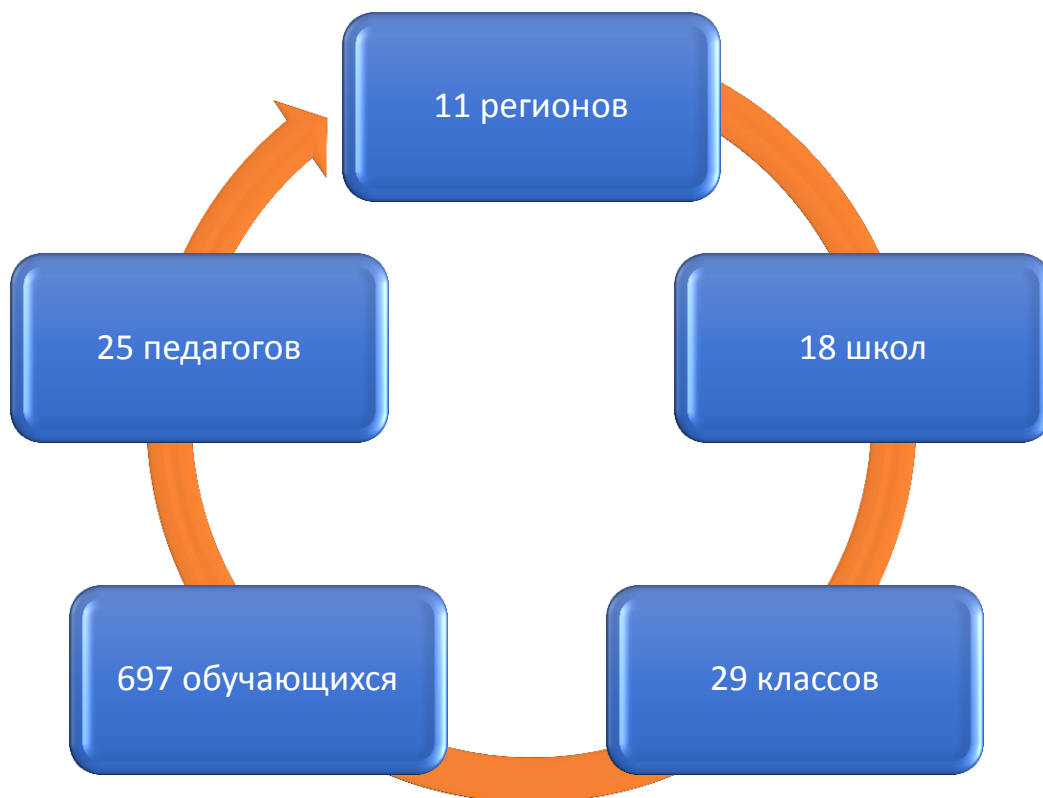 11 регионов
18 школ
29 классов
697 обучающихся
25 педагогов